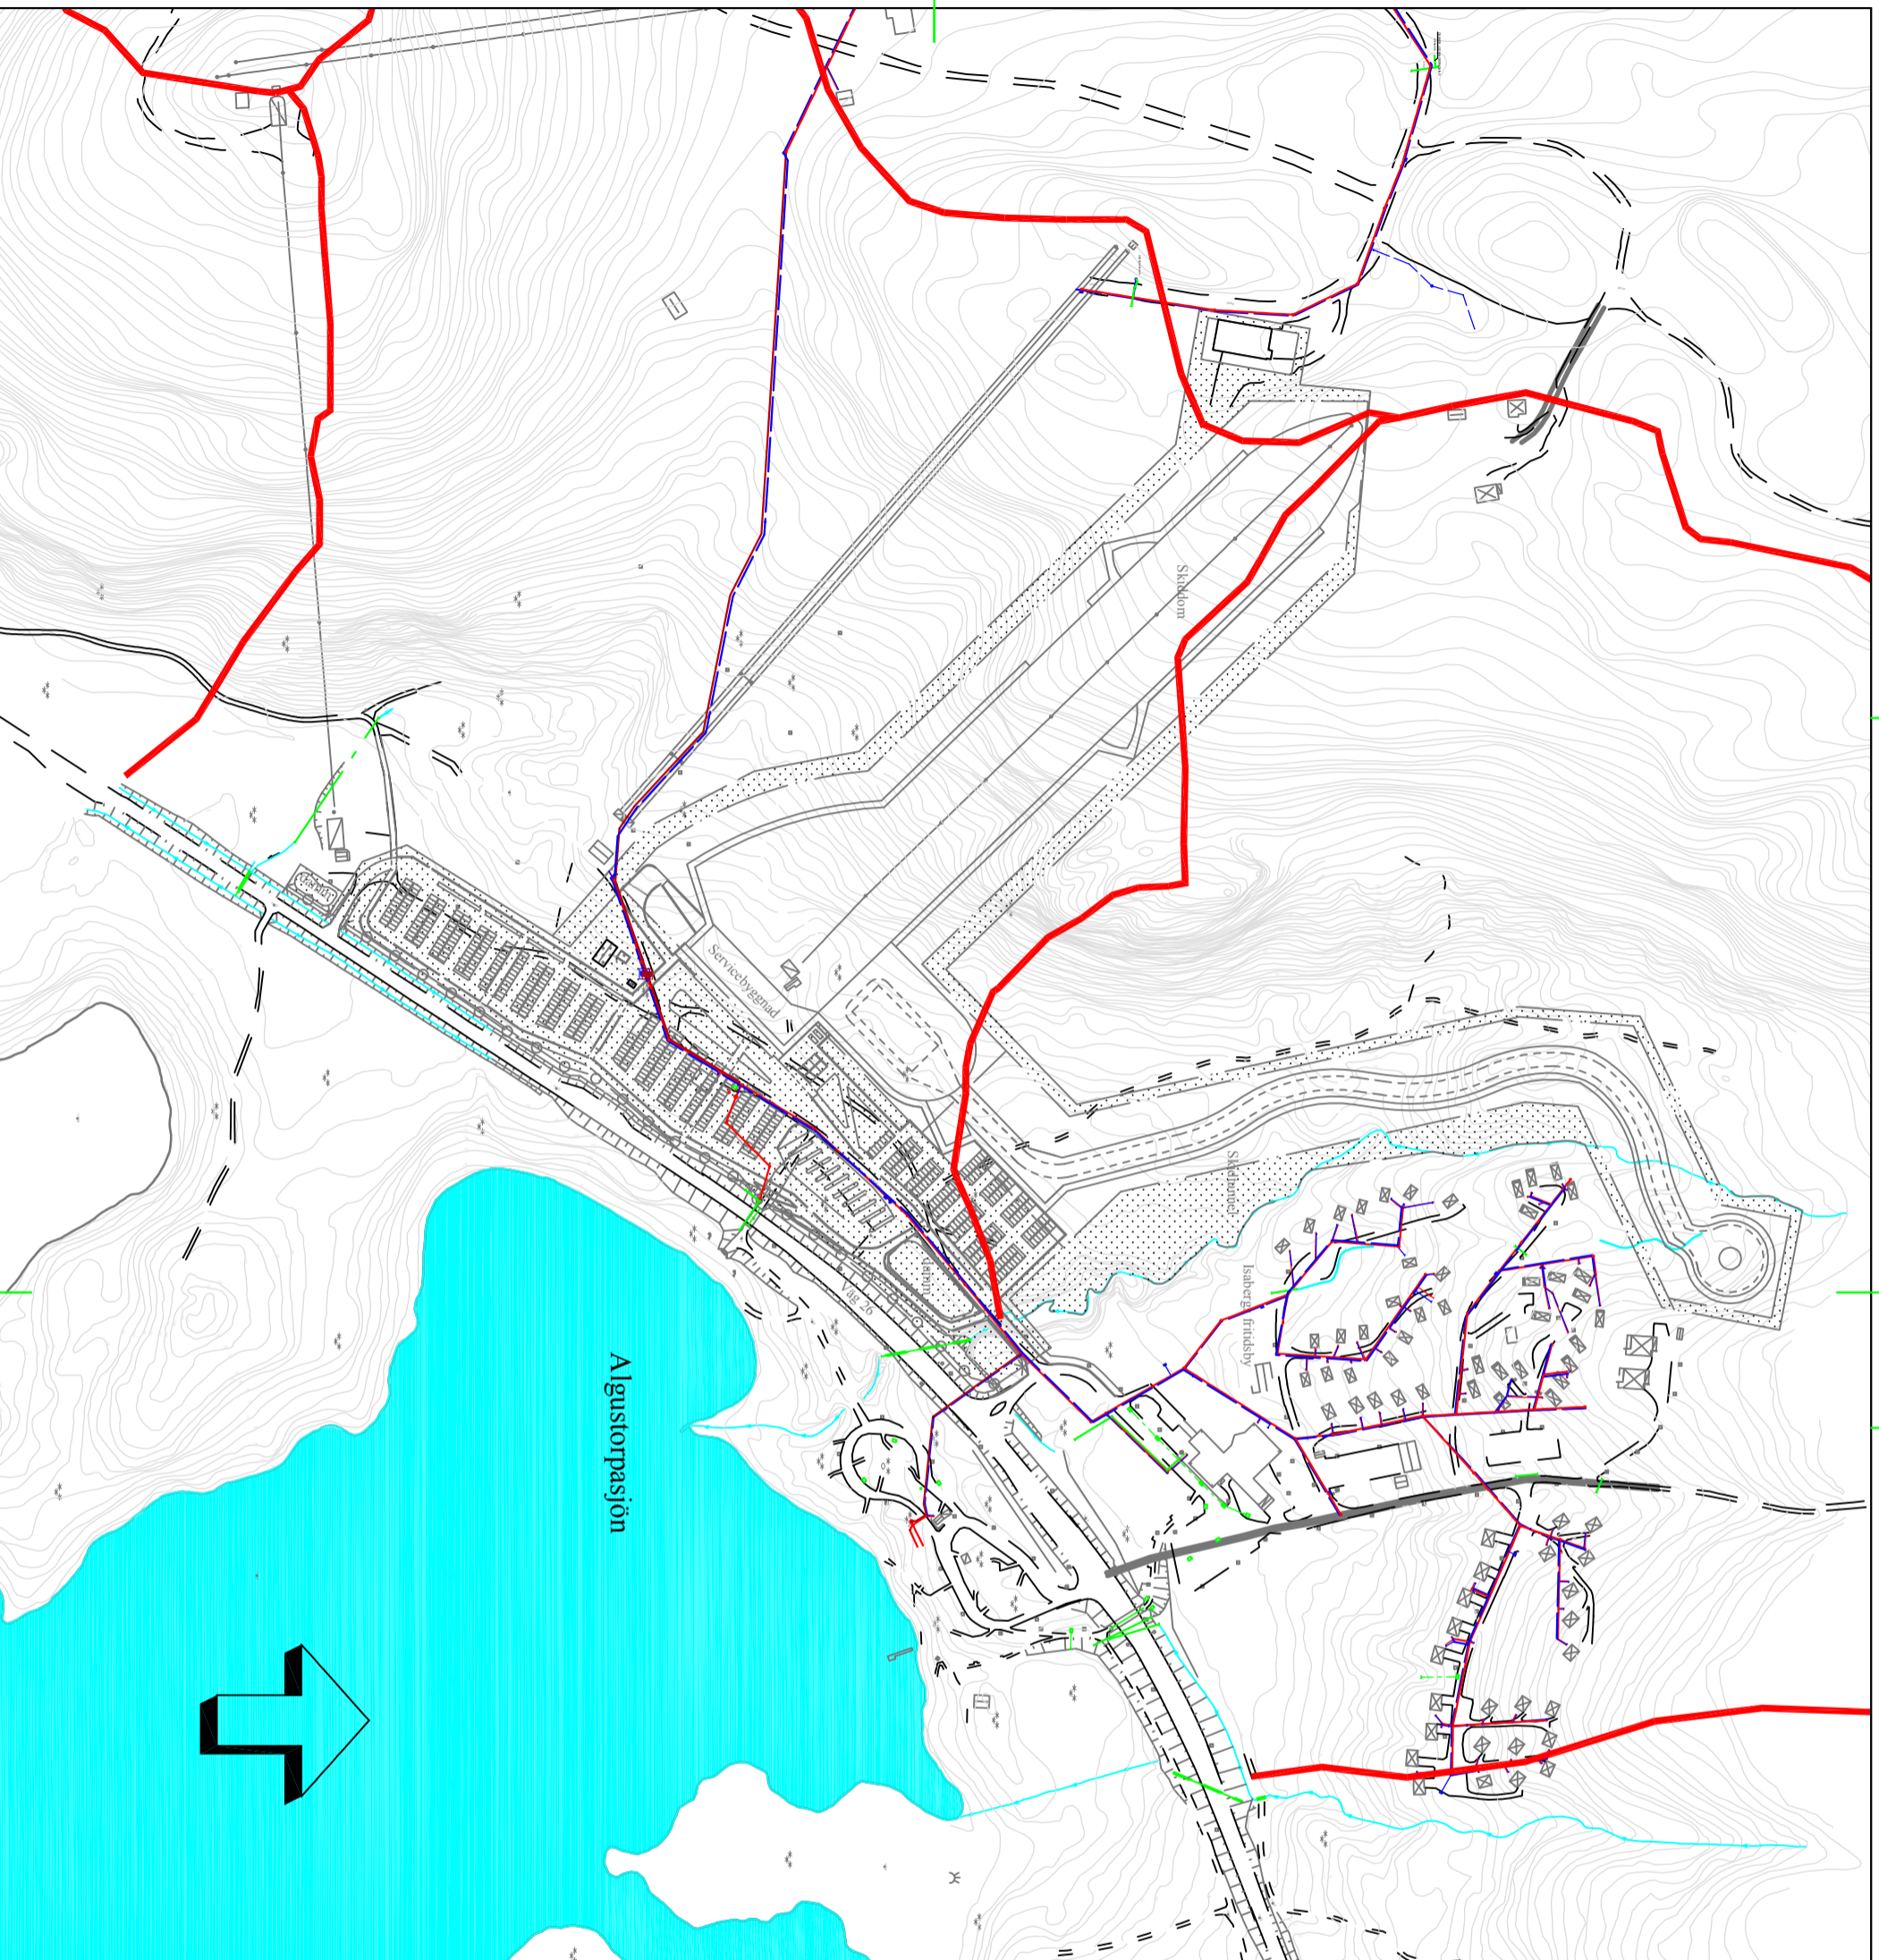 Skiddom
Servicebyggnad
Skidtunnel
Isaberg fritidsby
Väg 26
Algustorpasjön